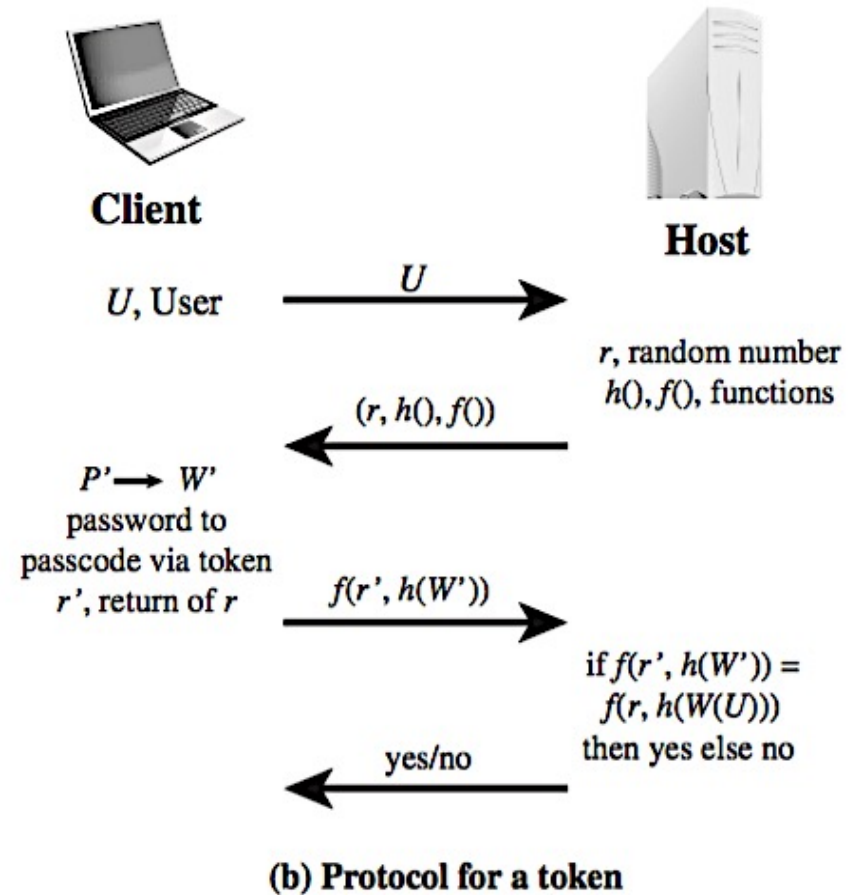 Client
Host
U, User
U
r, random number
h(), f(), functions
(r, h(), f())
P’ → W’
password to
passcode via token
r’, return of r
f(r’, h(W’))
if f(r’, h(W’)) =
f(r, h(W(U)))
then yes else no
yes/no
(b) Protocol for a token